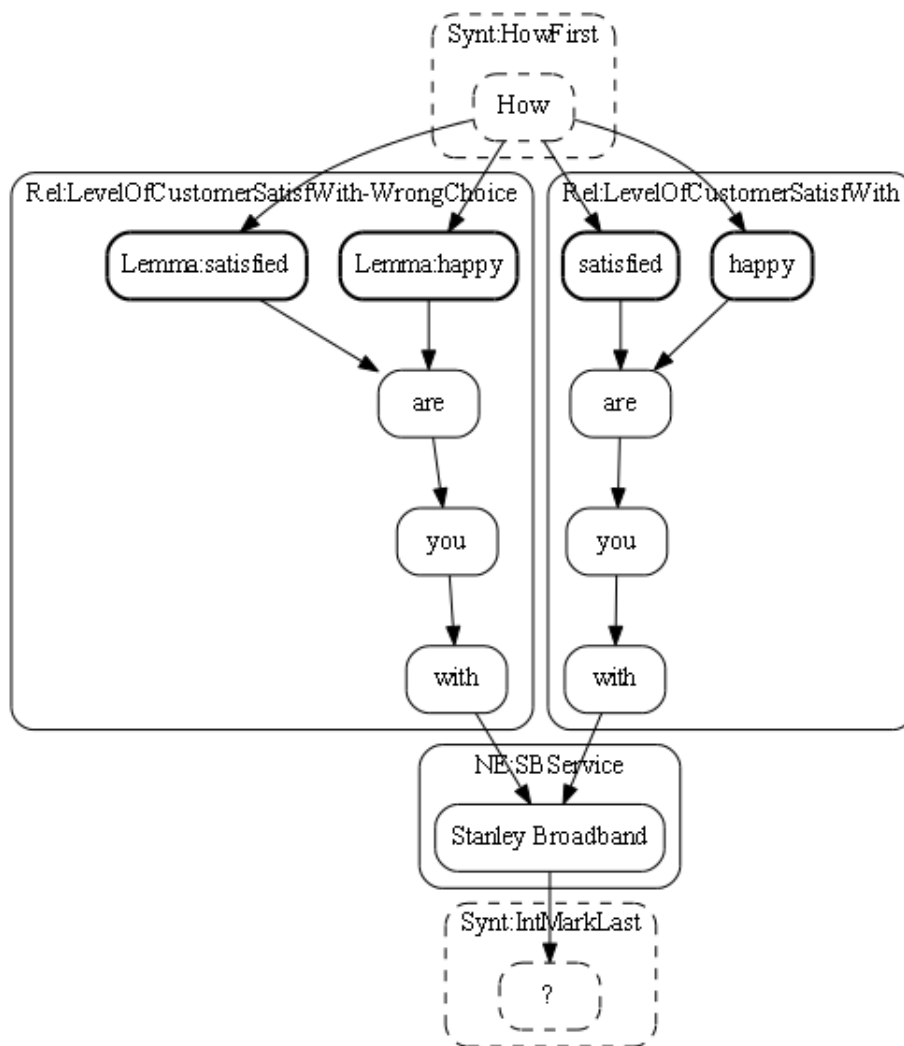 Synt:HowFirst
How
Rel:LevelOfCustomerSatisfWith-WrongChoice
Rel:LevelOfCustomerSatisfWith
Lemma:satisfied
Lemma:happy
satisfied
happy
are
are
you
you
with
with
NE:SBService
Stanley Broadband
Synt:IntMarkLast
?